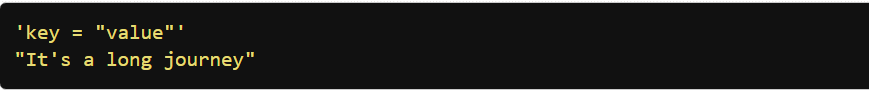 'key = "value"'
"It's a long journey"